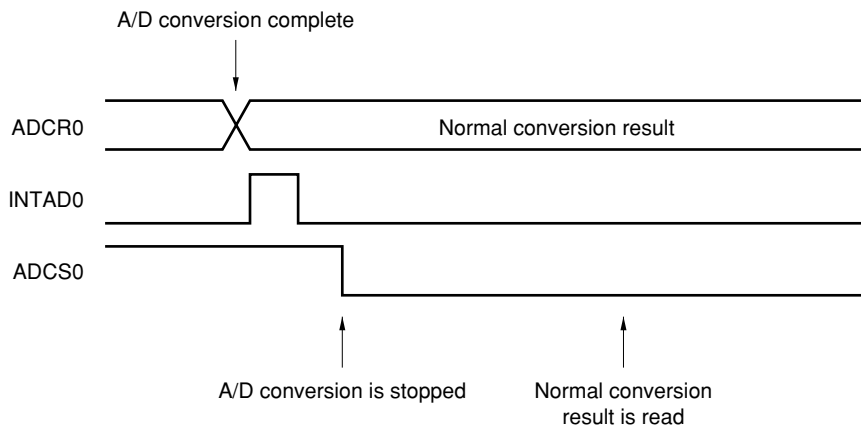 A/D conversion complete
ADCR0
Normal conversion result
INTAD0
ADCS0
A/D conversion is stopped
Normal conversion
result is read